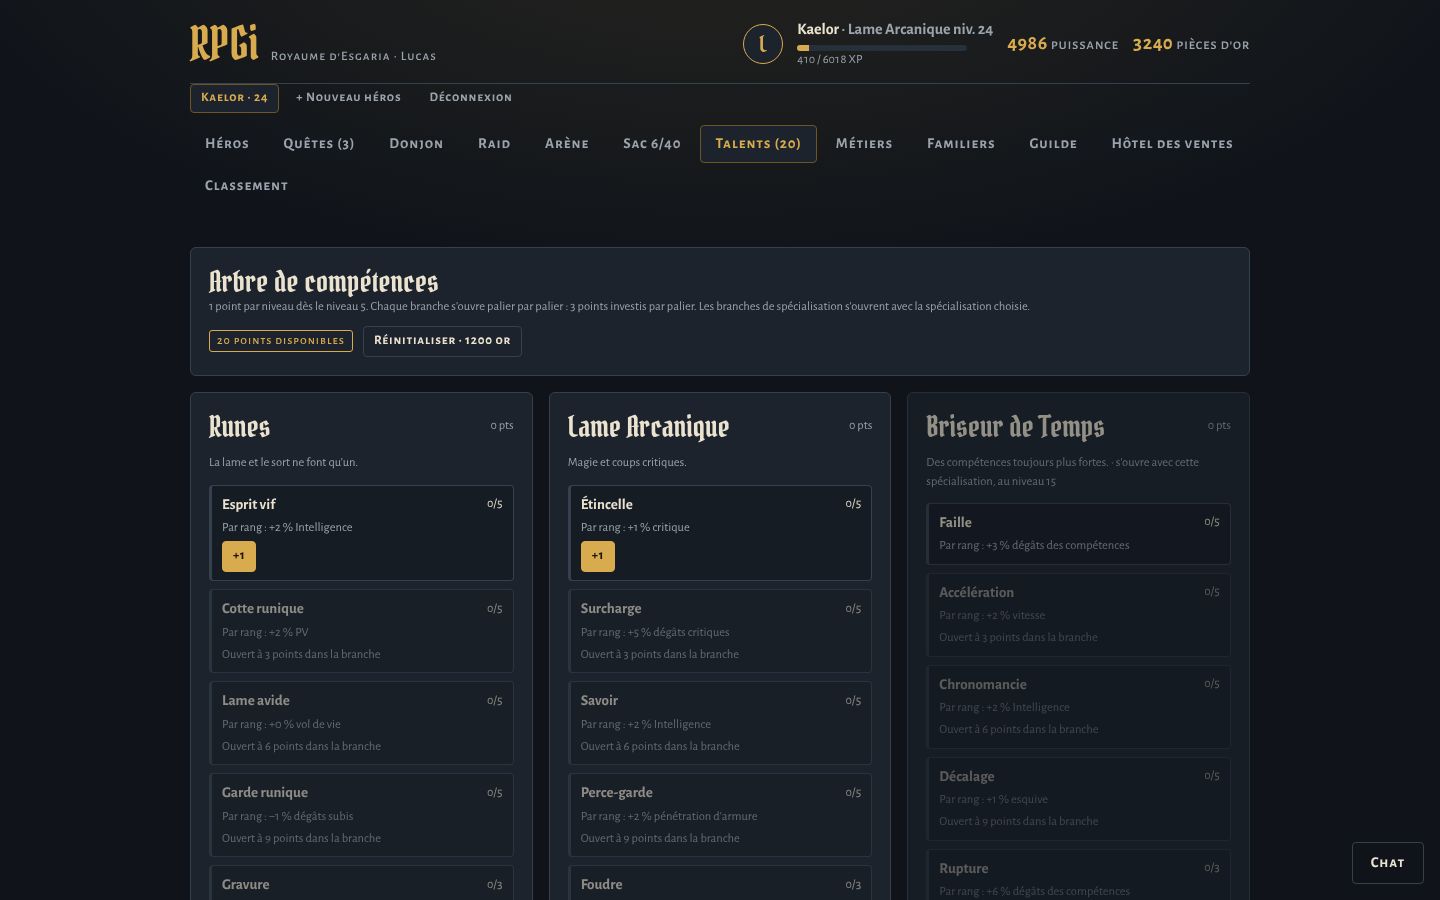 RPGi
Royaume d'Esgaria · Lucas
L
Kaelor · Lame Arcanique niv. 24
410 / 6018 XP
4986 puissance
3240 pièces d'or
Kaelor · 24
+ Nouveau héros
Déconnexion
Héros
Quêtes (3)
Donjon
Raid
Arène
Sac 6/40
Talents (20)
Métiers
Familiers
Guilde
Hôtel des ventes
Classement
Arbre de compétences
1 point par niveau dès le niveau 5. Chaque branche s'ouvre palier par palier : 3 points investis par palier. Les branches de spécialisation s'ouvrent avec la spécialisation choisie.
20 points disponibles
Réinitialiser · 1200 or
Runes
0 pts
La lame et le sort ne font qu'un.
Esprit vif
0/5
Par rang : +2 % Intelligence
+1
Cotte runique
0/5
Par rang : +2 % PV
Ouvert à 3 points dans la branche
Lame avide
0/5
Par rang : +0 % vol de vie
Ouvert à 6 points dans la branche
Garde runique
0/5
Par rang : −1 % dégâts subis
Ouvert à 9 points dans la branche
Gravure
0/3
Lame Arcanique
0 pts
Magie et coups critiques.
Étincelle
0/5
Par rang : +1 % critique
+1
Surcharge
0/5
Par rang : +5 % dégâts critiques
Ouvert à 3 points dans la branche
Savoir
0/5
Par rang : +2 % Intelligence
Ouvert à 6 points dans la branche
Perce-garde
0/5
Par rang : +2 % pénétration d'armure
Ouvert à 9 points dans la branche
Foudre
0/3
Briseur de Temps
0 pts
Des compétences toujours plus fortes. · s'ouvre avec cette
spécialisation, au niveau 15
Faille
0/5
Par rang : +3 % dégâts des compétences
Accélération
0/5
Par rang : +2 % vitesse
Ouvert à 3 points dans la branche
Chronomancie
0/5
Par rang : +2 % Intelligence
Ouvert à 6 points dans la branche
Décalage
0/5
Par rang : +1 % esquive
Ouvert à 9 points dans la branche
Rupture
0/3
Par rang : +6 % dégâts des compétences
Chat